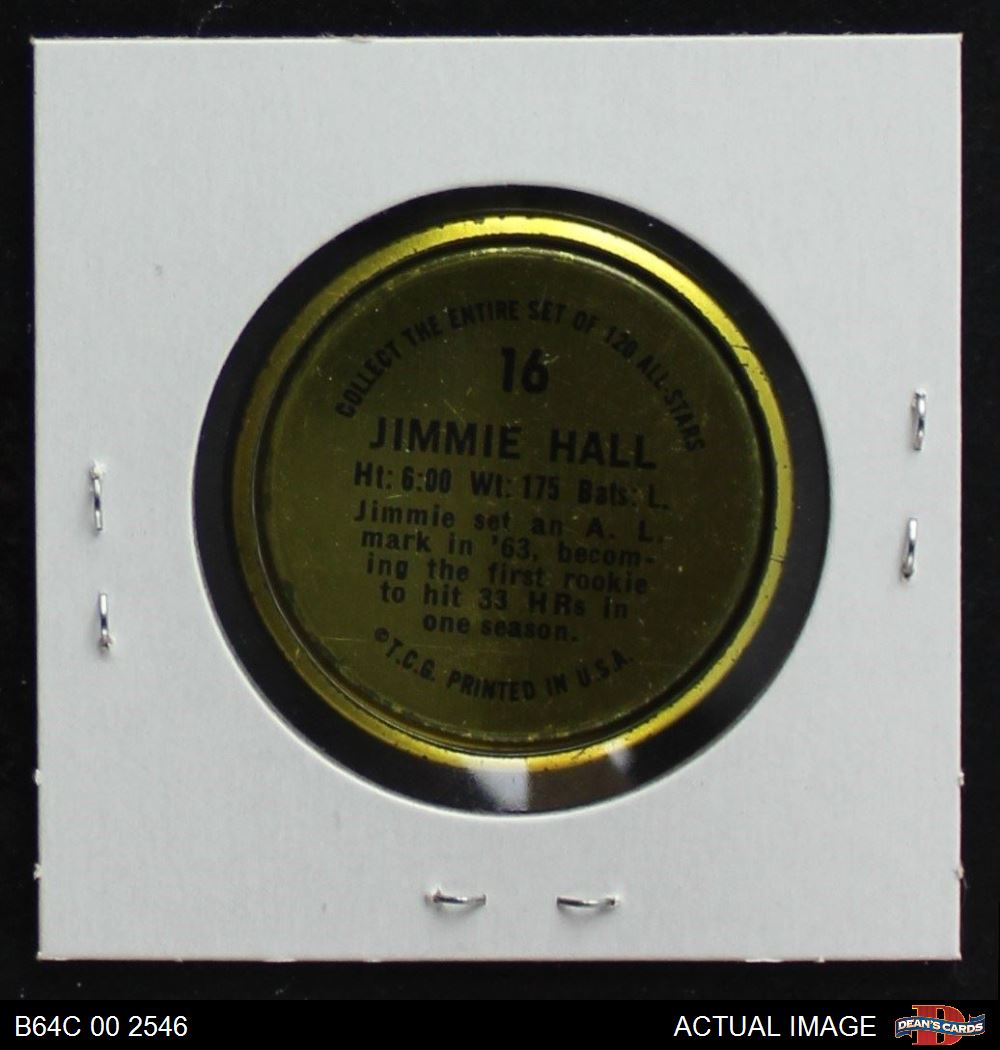 COLLECT THE ENTIRE SET OF 120 ALL-STARS
16
JIMMIE HALL
Ht: 6:00 Wt: 175 Bats: L.
Jimmie set an A. L.
mark in '63, becom-
ing the first rookie
to hit 33 HRs in
one season.
©T.C.G. PRINTED IN U.S.A.
B64C 00 2546
ACTUAL IMAGE
D
DEAN'S CARDS